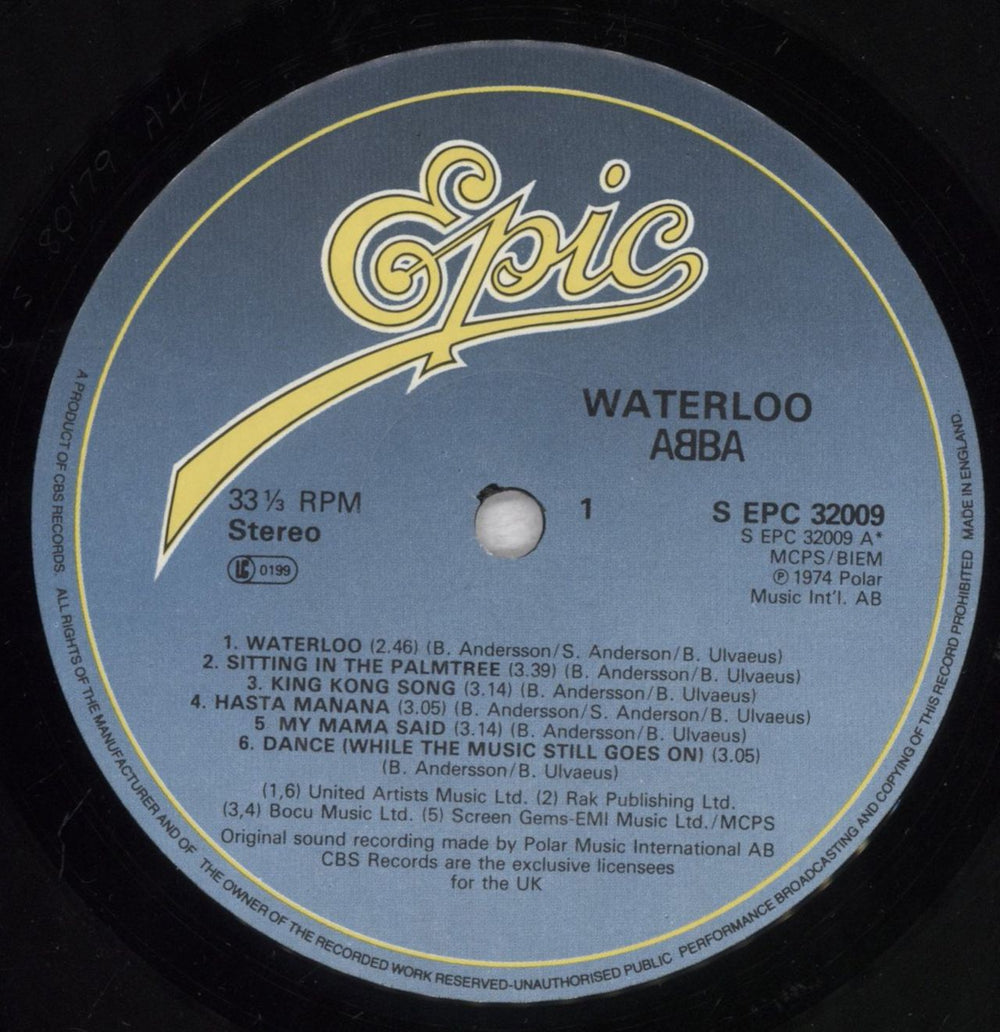 Epic
WATERLOO
ABBA
33 ⅓ RPM
Stereo
LC 0199
1
S EPC 32009
S EPC 32009 A*
MCPS/BIEM
℗ 1974 Polar
Music Int'l. AB
1. WATERLOO (2.46) (B. Andersson/S. Anderson/B. Ulvaeus)
2. SITTING IN THE PALMTREE (3.39) (B. Andersson/B. Ulvaeus)
3. KING KONG SONG (3.14) (B. Andersson/B. Ulvaeus)
4. HASTA MANANA (3.05) (B. Andersson/S. Anderson/B. Ulvaeus)
5. MY MAMA SAID (3.14) (B. Andersson/B. Ulvaeus)
6. DANCE (WHILE THE MUSIC STILL GOES ON) (3.05)
(B. Andersson/B. Ulvaeus)
(1,6) United Artists Music Ltd. (2) Rak Publishing Ltd.
(3,4) Bocu Music Ltd. (5) Screen Gems-EMI Music Ltd./MCPS
Original sound recording made by Polar Music International AB
CBS Records are the exclusive licensees
for the UK
A PRODUCT OF CBS RECORDS. ALL RIGHTS OF THE MANUFACTURER AND OF THE OWNER OF THE RECORDED WORK RESERVED-UNAUTHORISED PUBLIC PERFORMANCE BROADCASTING AND COPYING OF THIS RECORD PROHIBITED MADE IN ENGLAND.